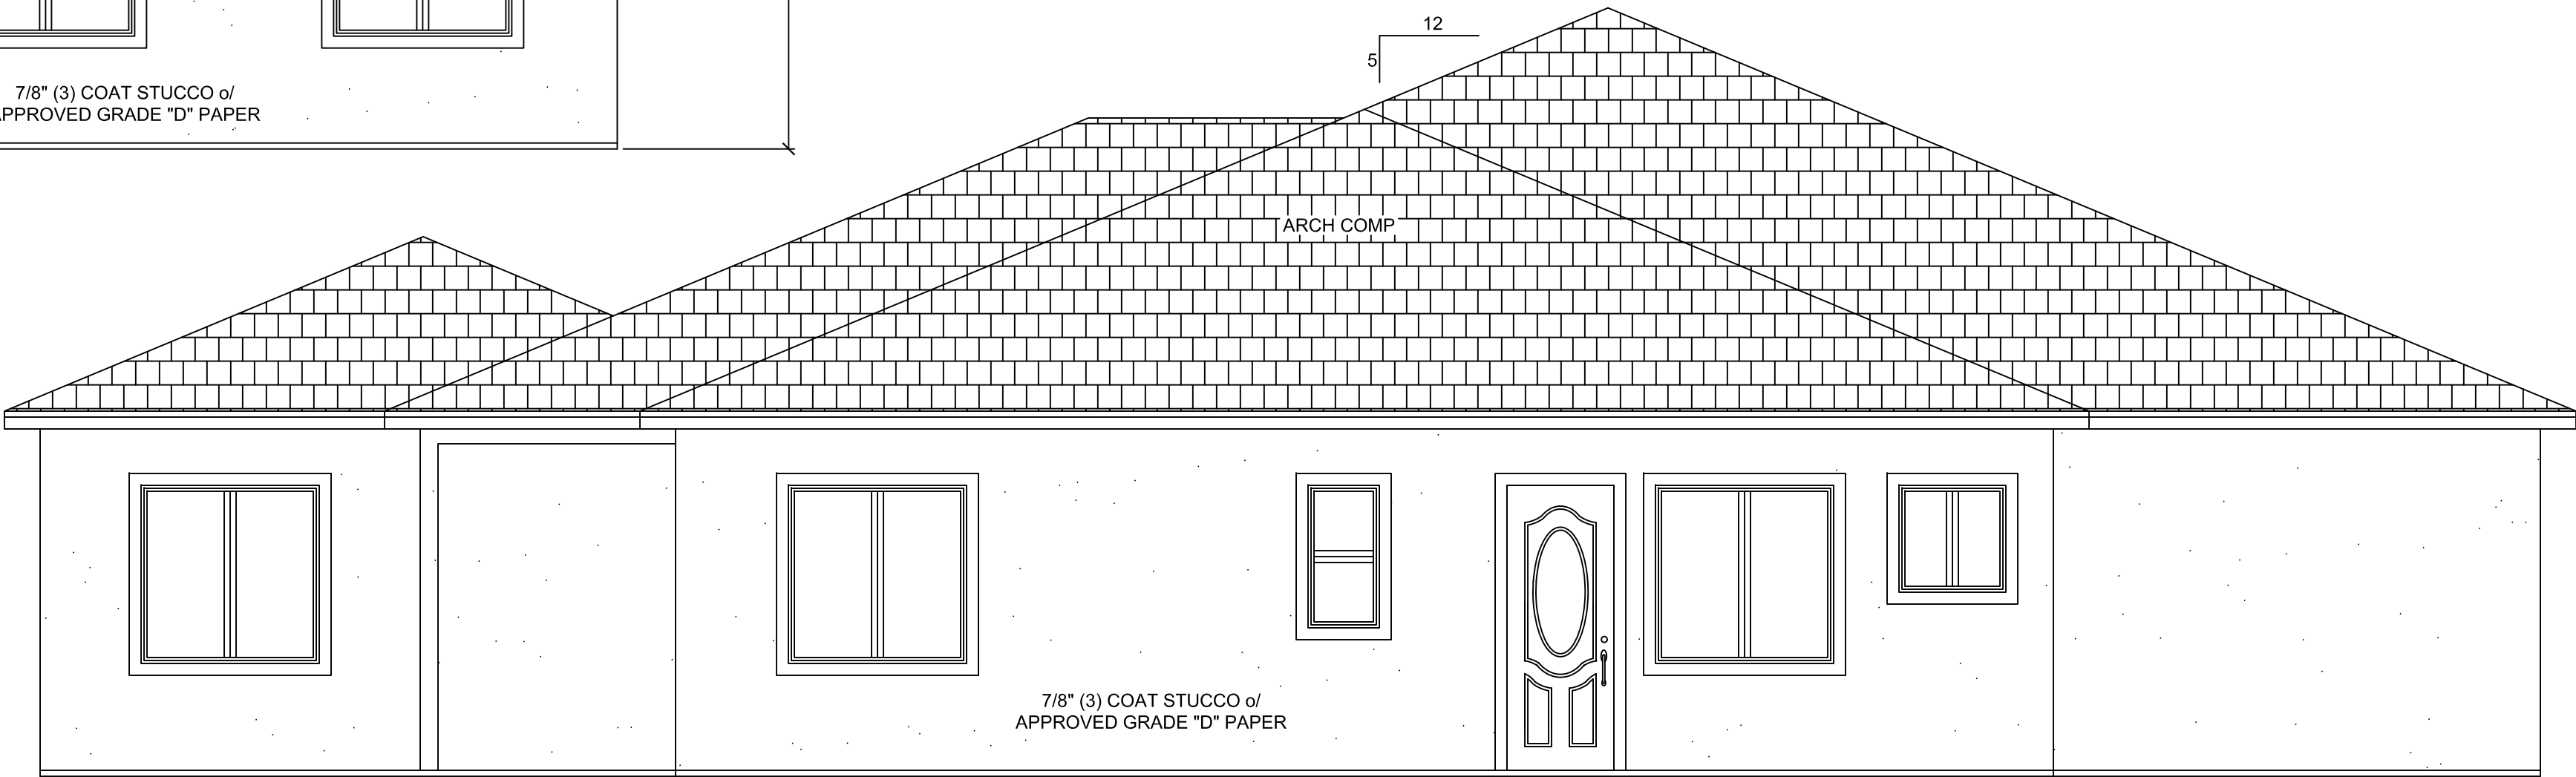 7/8" (3) COAT STUCCO o/
APPROVED GRADE "D" PAPER
12
5
ARCH COMP
7/8" (3) COAT STUCCO o/
APPROVED GRADE "D" PAPER